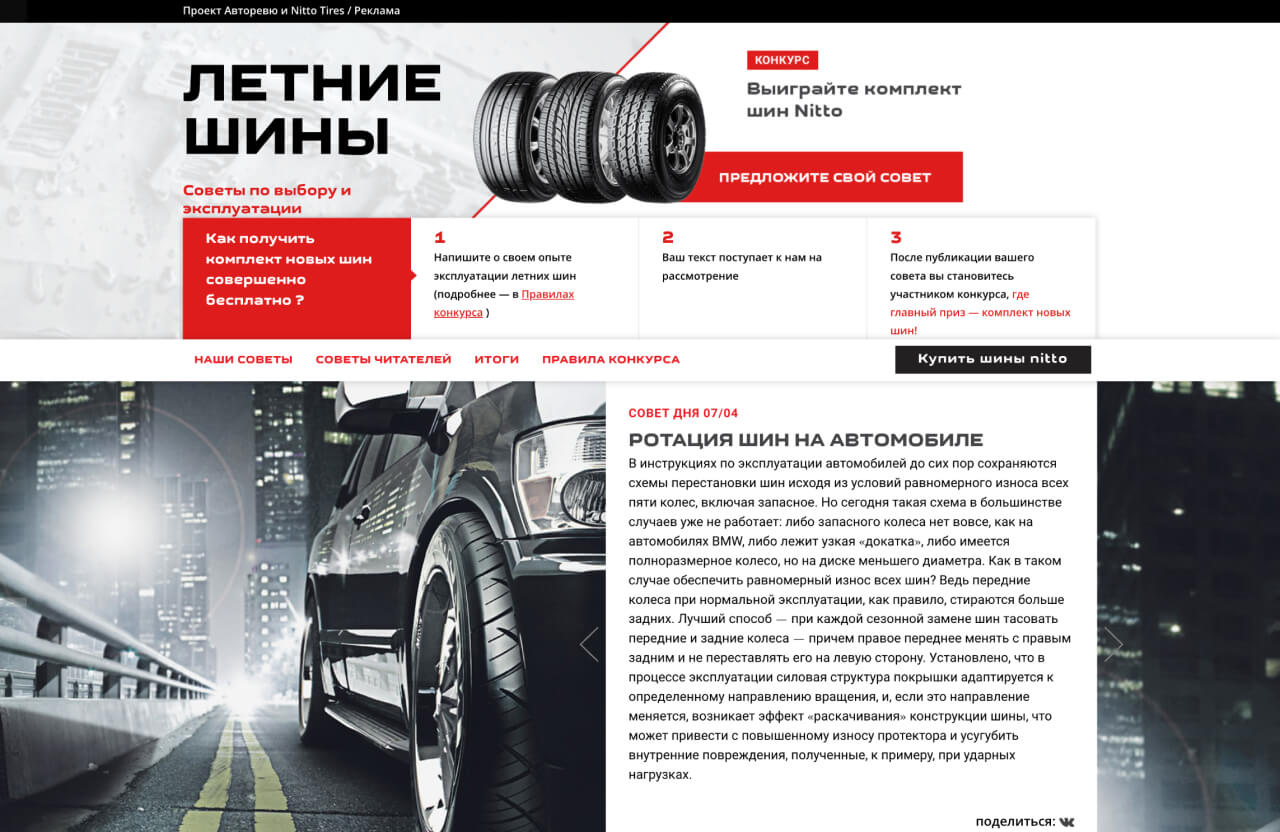 Проект Авторевю и Nitto Tires / Реклама
ЛЕТНИЕ
ШИНЫ
Советы по выбору и
эксплуатации
КОНКУРС
Выиграйте комплект
шин Nitto
ПРЕДЛОЖИТЕ СВОЙ СОВЕТ
Как получить
комплект новых шин
совершенно
бесплатно ?
1
Напишите о своем опыте
эксплуатации летних шин
(подробнее — в Правилах
конкурса )
2
Ваш текст поступает к нам на
рассмотрение
3
После публикации вашего
совета вы становитесь
участником конкурса, где
главный приз — комплект новых
шин!
НАШИ СОВЕТЫ
СОВЕТЫ ЧИТАТЕЛЕЙ
ИТОГИ
ПРАВИЛА КОНКУРСА
Купить шины nitto
СОВЕТ ДНЯ 07/04
РОТАЦИЯ ШИН НА АВТОМОБИЛЕ
В инструкциях по эксплуатации автомобилей до сих пор сохраняются
схемы перестановки шин исходя из условий равномерного износа всех
пяти колес, включая запасное. Но сегодня такая схема в большинстве
случаев уже не работает: либо запасного колеса нет вовсе, как на
автомобилях BMW, либо лежит узкая «докатка», либо имеется
полноразмерное колесо, но на диске меньшего диаметра. Как в таком
случае обеспечить равномерный износ всех шин? Ведь передние
колеса при нормальной эксплуатации, как правило, стираются больше
задних. Лучший способ — при каждой сезонной замене шин тасовать
передние и задние колеса — причем правое переднее менять с правым
задним и не переставлять его на левую сторону. Установлено, что в
процессе эксплуатации силовая структура покрышки адаптируется к
определенному направлению вращения, и, если это направление
меняется, возникает эффект «раскачивания» конструкции шины, что
может привести с повышенному износу протектора и усугубить
внутренние повреждения, полученные, к примеру, при ударных
нагрузках.
поделиться: